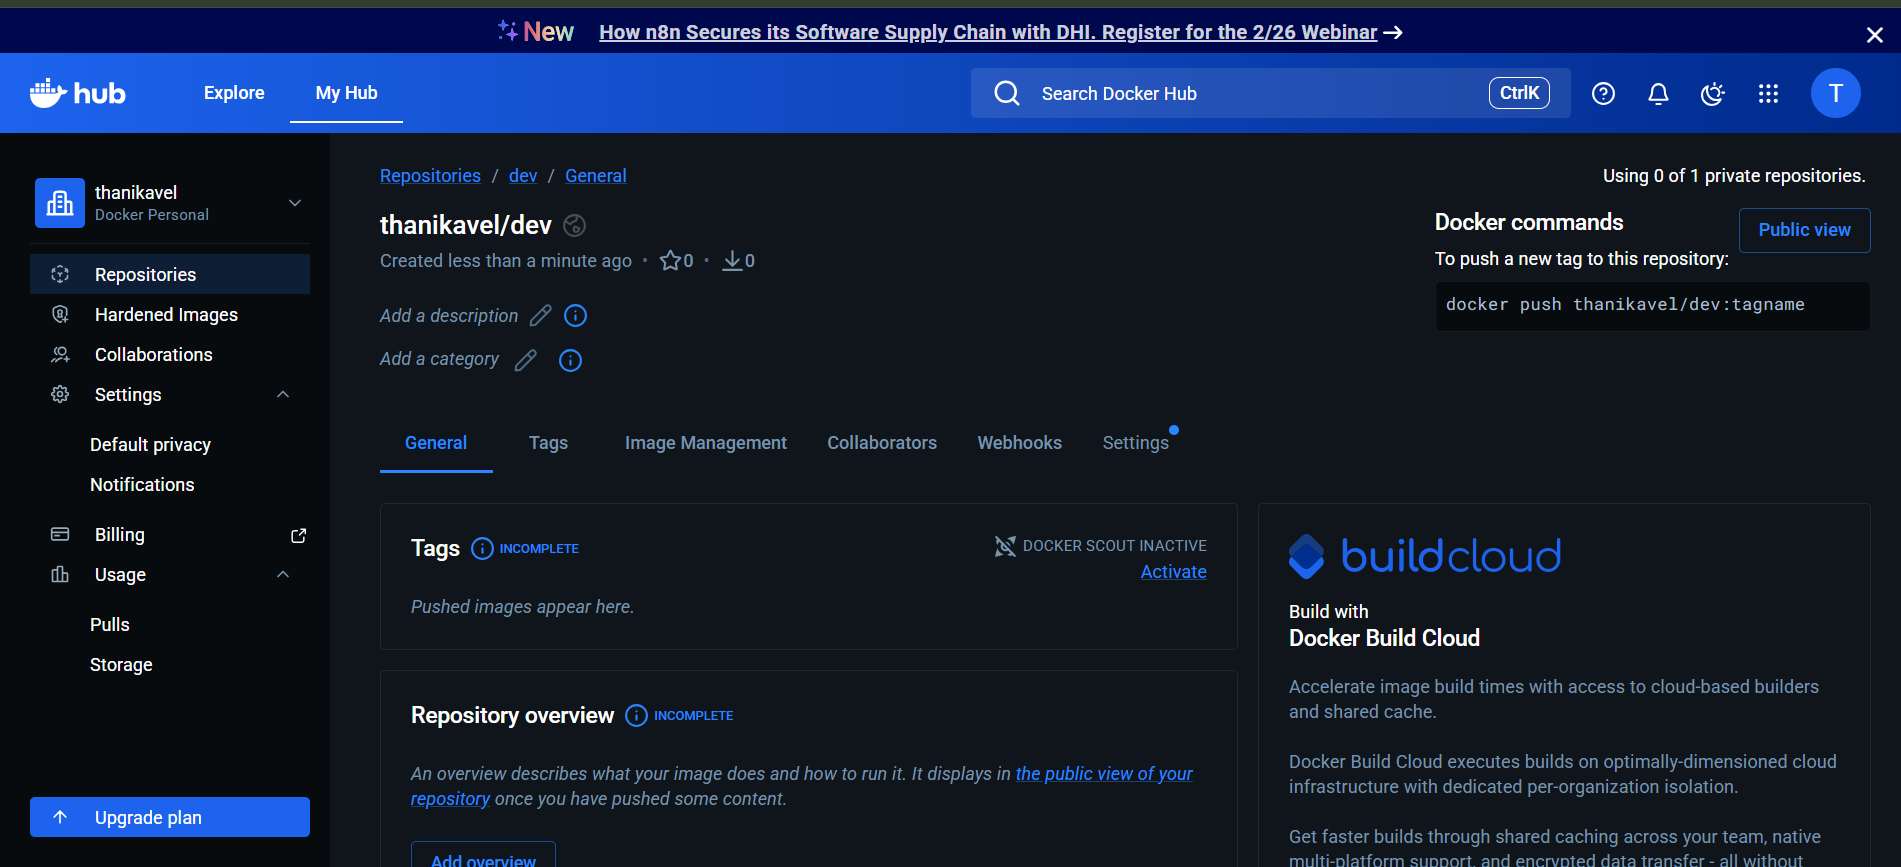 New How n8n Secures its Software Supply Chain with DHI. Register for the 2/26 Webinar
hub
Explore
My Hub
Search Docker Hub
CtrlK
T
thanikavel
Docker Personal
Repositories
Hardened Images
Collaborations
Settings
Default privacy
Notifications
Billing
Usage
Pulls
Storage
Upgrade plan
Repositories / dev / General
Using 0 of 1 private repositories.
thanikavel/dev
Created less than a minute ago · 0 · 0
Add a description
Add a category
Docker commands
Public view
To push a new tag to this repository:
docker push thanikavel/dev:tagname
General
Tags
Image Management
Collaborators
Webhooks
Settings
Tags INCOMPLETE
DOCKER SCOUT INACTIVE
Activate
Pushed images appear here.
Repository overview INCOMPLETE
An overview describes what your image does and how to run it. It displays in the public view of your
repository once you have pushed some content.
Add overview
buildcloud
Build with
Docker Build Cloud
Accelerate image build times with access to cloud-based builders
and shared cache.
Docker Build Cloud executes builds on optimally-dimensioned cloud
infrastructure with dedicated per-organization isolation.
Get faster builds through shared caching across your team, native
multi-platform support, and encrypted data transfer - all without